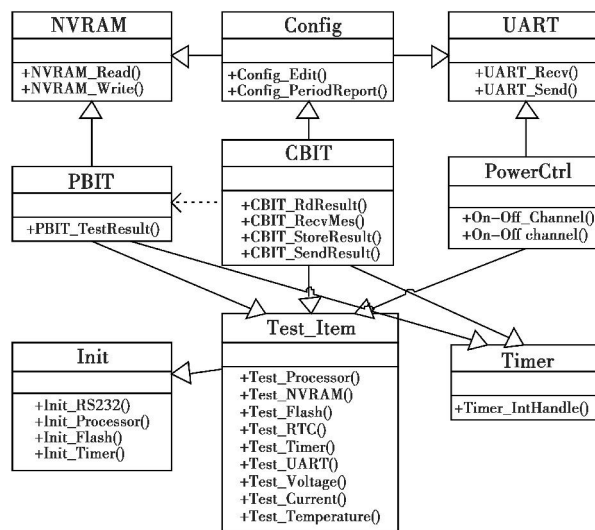 NVRAM
+NVRAM_Read()
+NVRAM_Write()
Config
+Config_Edit()
+Config_PeriodReport()
UART
+UART_Recv()
+UART_Send()
PBIT
+PBIT_TestResult()
CBIT
+CBIT_RdResult()
+CBIT_RecvMes()
+CBIT_StoreResult()
+CBIT_SendResult()
PowerCtrl
+On-Off_Channel()
+On-Off channel()
Init
+Init_RS232()
+Init_Processor()
+Init_Flash()
+Init_Timer()
Test_Item
+Test_Processor()
+Test_NVRAM()
+Test_Flash()
+Test_RTC()
+Test_Timer()
+Test_UART()
+Test_Voltage()
+Test_Current()
+Test_Temperature()
Timer
+Timer_IntHandle()